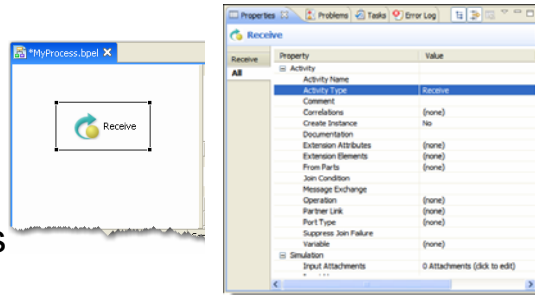 *MyProcess.bpel
Receive
s
Properties Problems Tasks Error Log
Receive
Receive
All
Property Value
Activity
Activity Name
Activity Type Receive
Comment
Correlations (none)
Create Instance No
Documentation
Extension Attributes (none)
Extension Elements (none)
From Parts (none)
Join Condition
Message Exchange
Operation (none)
Partner Link (none)
Port Type (none)
Suppress Join Failure
Variable (none)
Simulation
Input Attachments 0 Attachments (click to edit)